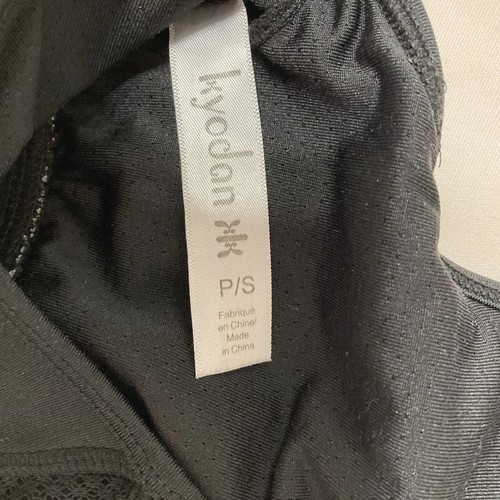 kyodan
P/S
Fabriqué
en Chine/
Made
in China